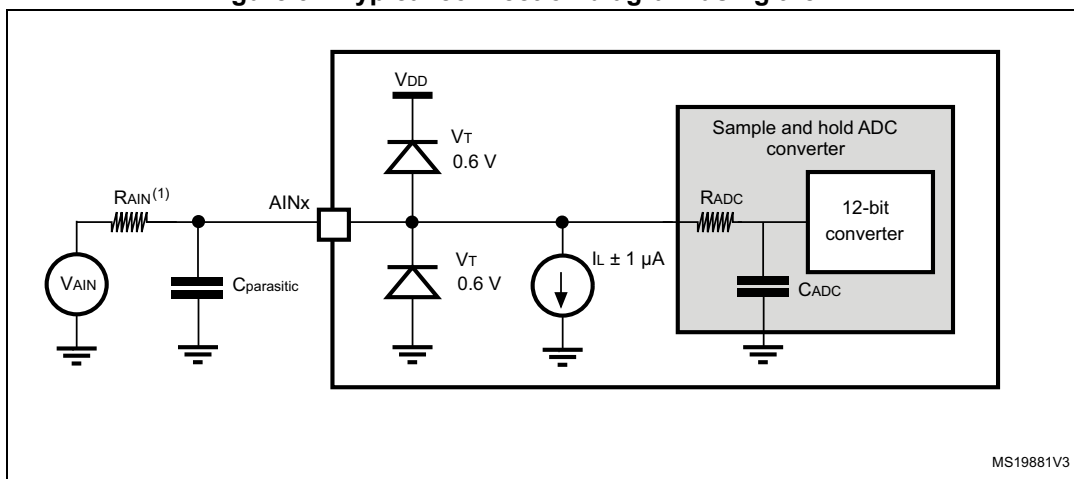 VDD
Sample and hold ADC
converter
VT
0.6 V
RAIN(1)
AINx
RADC
12-bit
converter
VT
0.6 V
IL ± 1 µA
VAIN
Cparasitic
CADC
MS19881V3